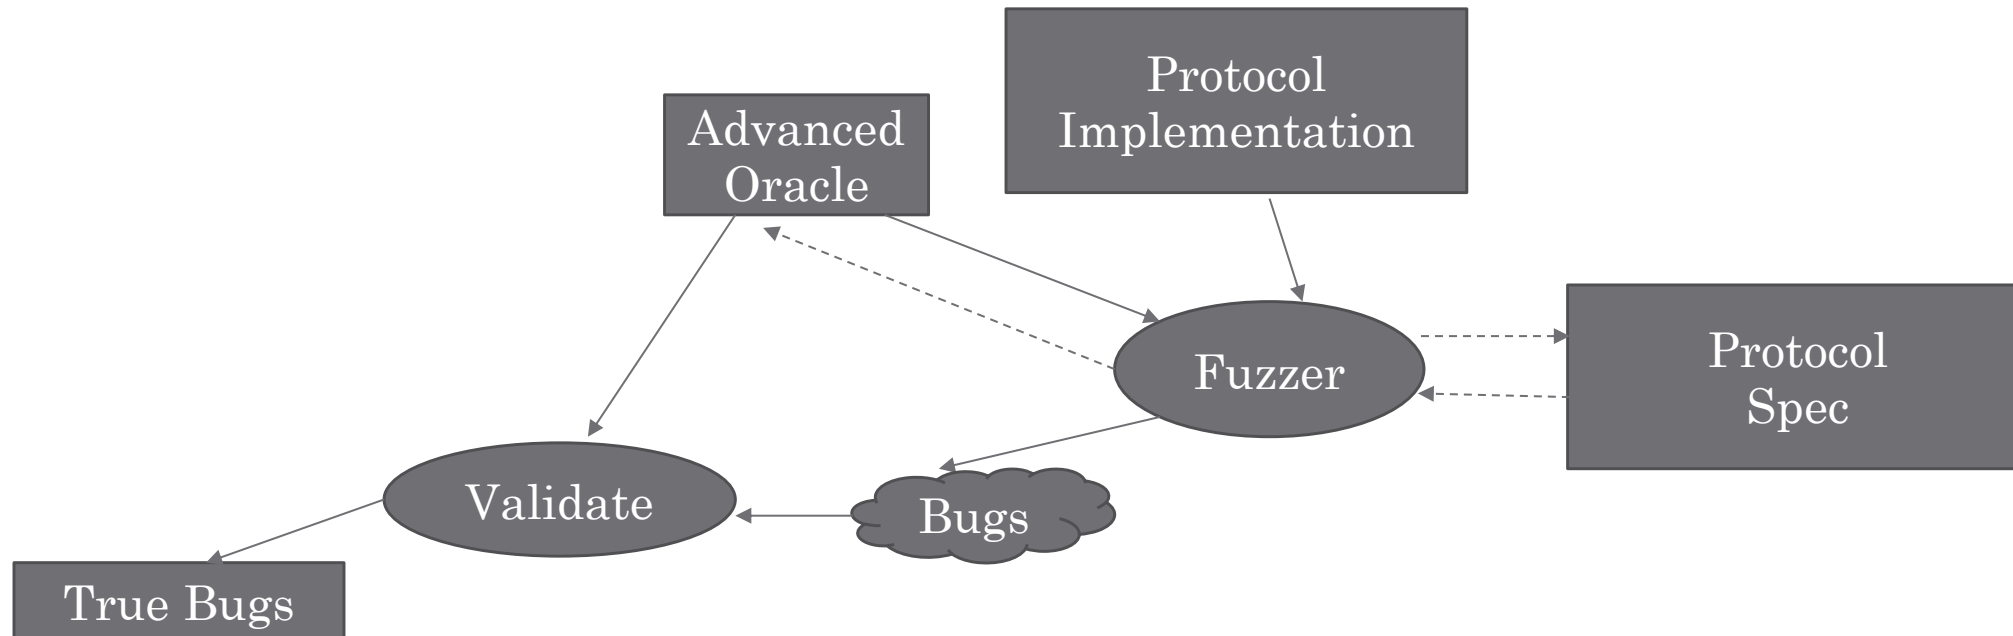 Protocol
Implementation
Advanced
Oracle
Fuzzer
Protocol
Spec
Validate
Bugs
True Bugs